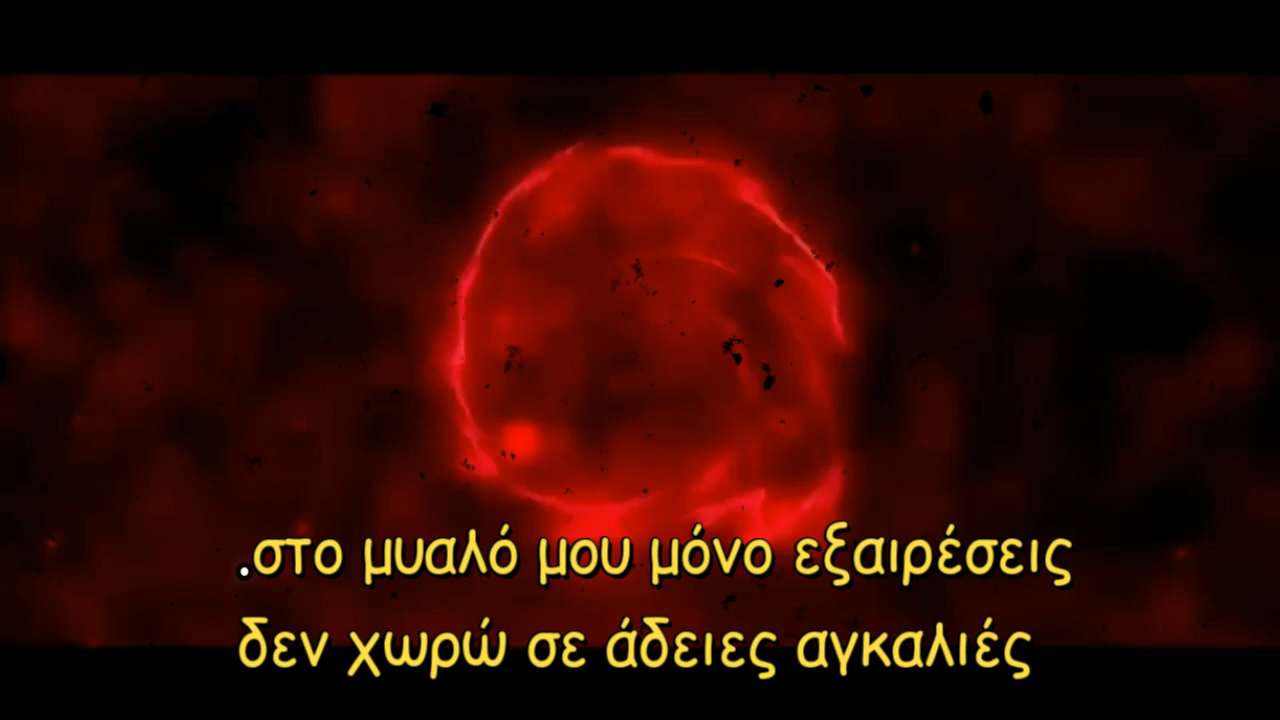 .στο μυαλό μου μόνο εξαιρέσεις
δεν χωρώ σε άδειες αγκαλιές